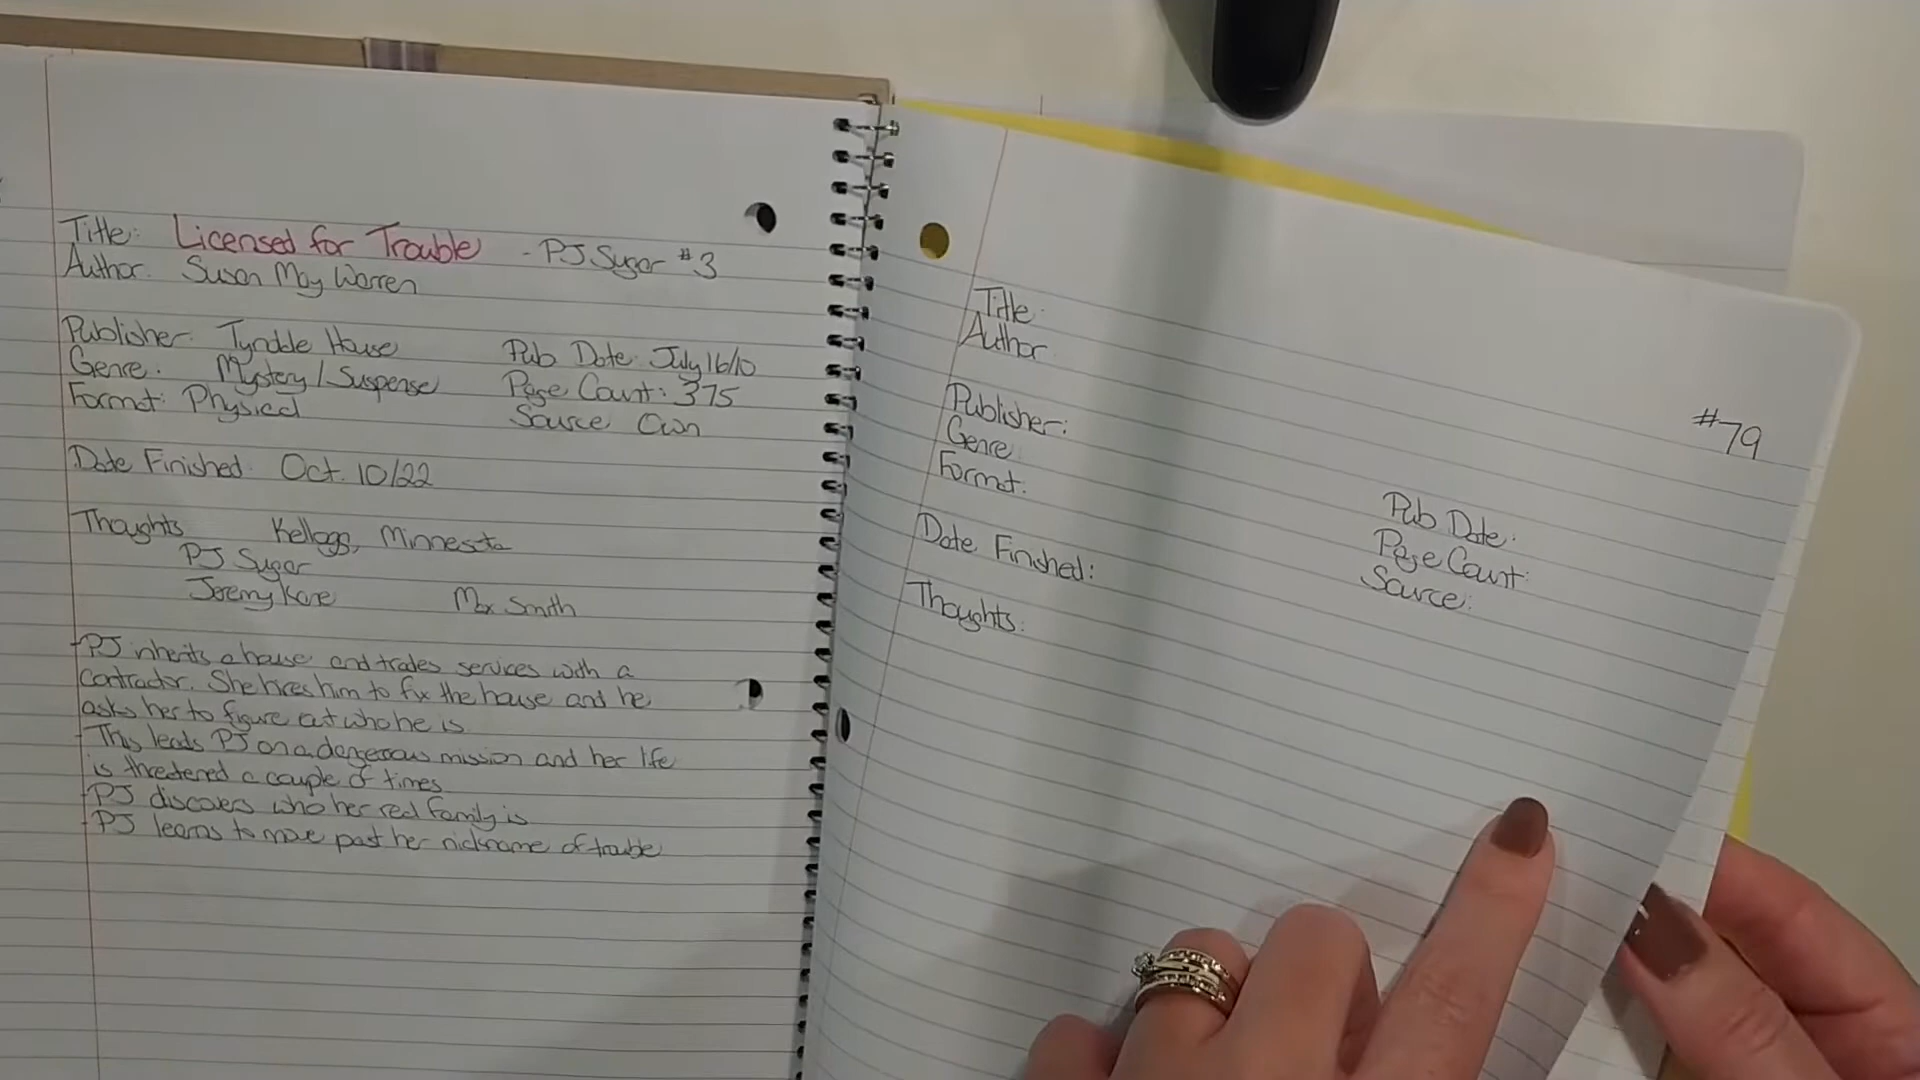 Title: Licensed for Trouble - PJ Sugar #3
Author: Susan May Warren
Publisher: Tyndale House Pub Date: July 16/10
Genre: Mystery/Suspense Page Count: 375
Format: Physical Source Own
Date Finished: Oct. 10/22
Thoughts Kellogg, Minnesota
PJ Sugar
Jeremy Kane Max Smith
- PJ inherits a house and trades services with a
contractor. She hires him to fix the house and he
asks her to figure out who he is.
- This leads PJ on a dangerous mission and her life
is threatened a couple of times
- PJ discovers who her real family is
- PJ learns to move past her nickname of trouble
#79
Title:
Author:
Publisher: Pub Date:
Genre: Page Count:
Format: Source:
Date Finished:
Thoughts: